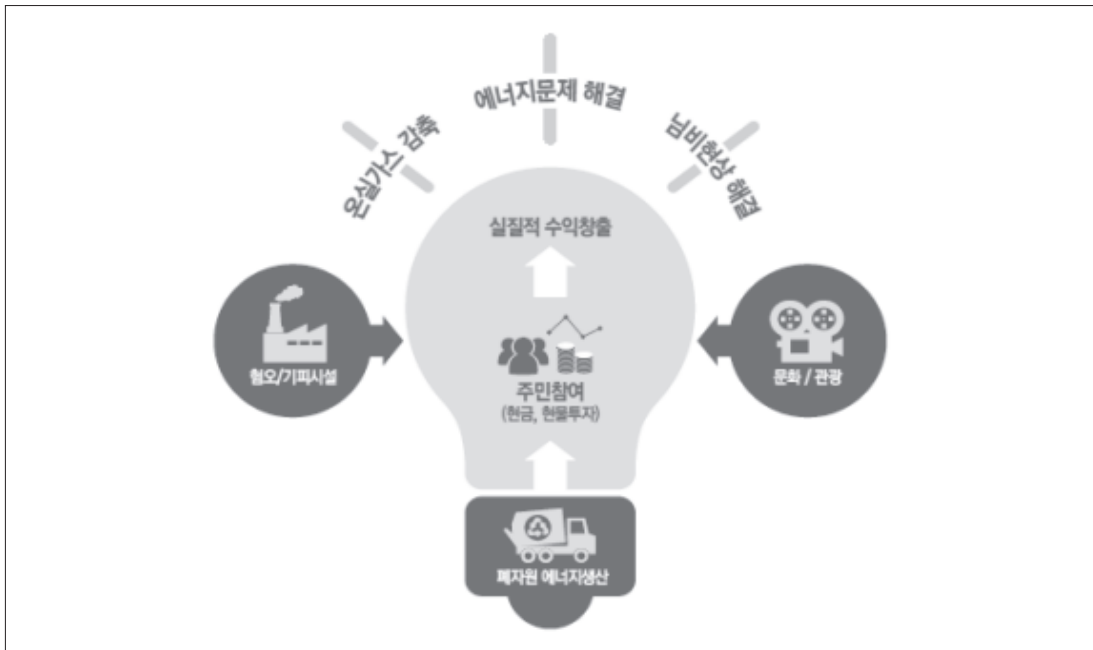 에너지문제 해결
온실가스 감축
님비현상 해결
실질적 수익창출
혐오/기피시설
문화 / 관광
주민참여
(현금, 현물투자)
폐자원 에너지생산